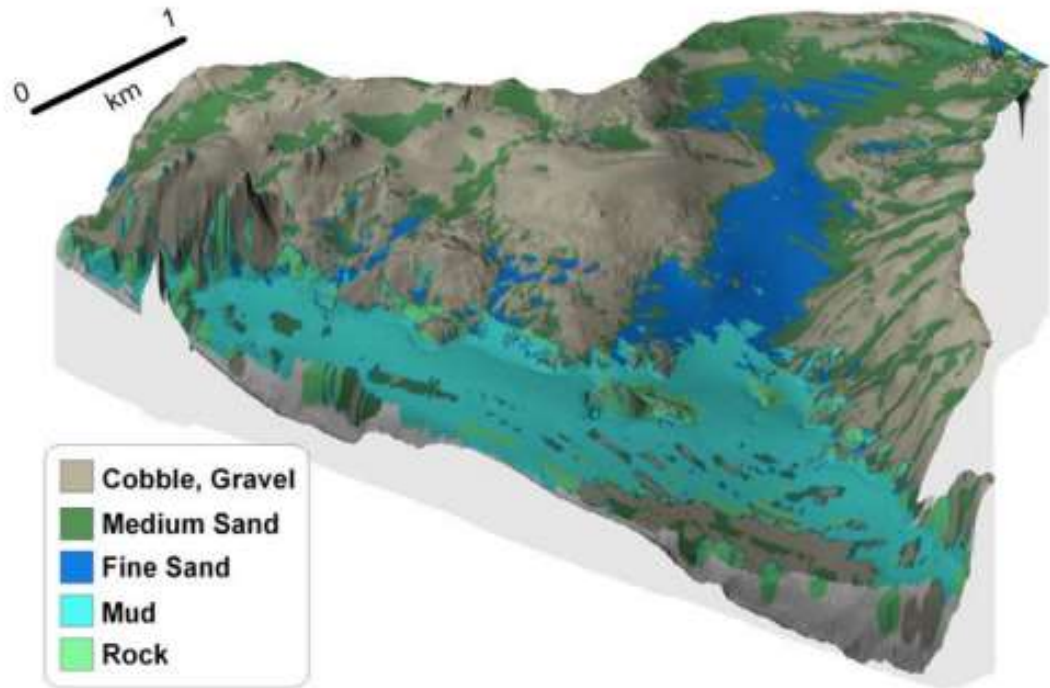 1
0
km
Cobble, Gravel
Medium Sand
Fine Sand
Mud
Rock